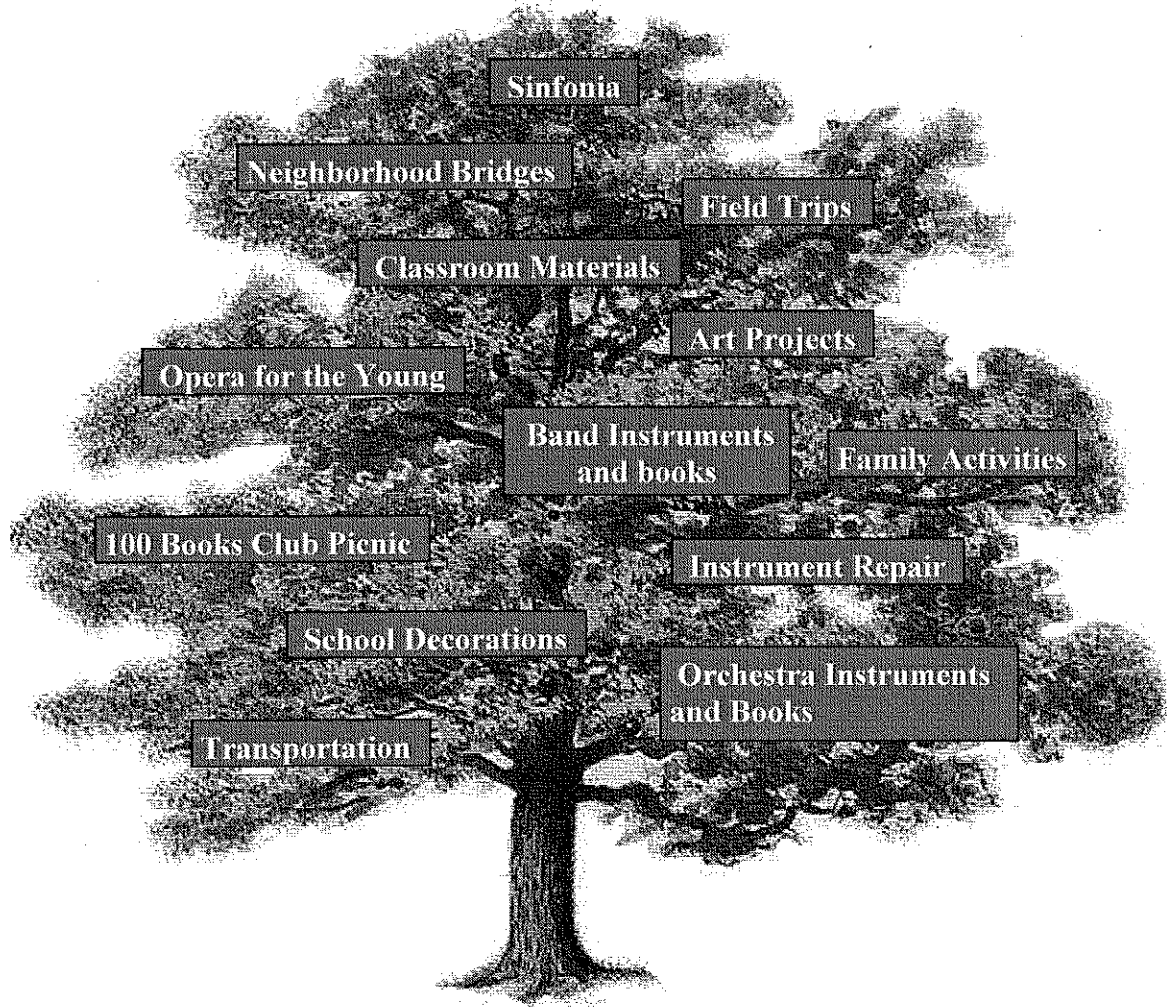 Sinfonia
Neighborhood Bridges
Field Trips
Classroom Materials
Art Projects
Opera for the Young
Band Instruments
and books
Family Activities
100 Books Club Picnic
Instrument Repair
School Decorations
Orchestra Instruments
and Books
Transportation